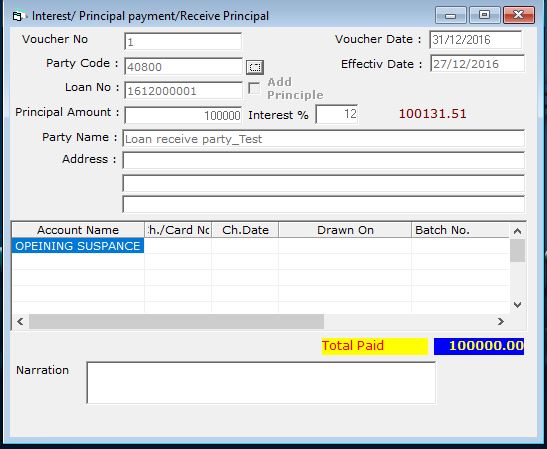 Interest/ Principal payment/Receive Principal
Voucher No 1 Voucher Date : 31/12/2016
Party Code : 40800 Effectiv Date : 27/12/2016
Loan No : 1612000001 Add Principle
Principal Amount : 100000 Interest % 12 100131.51
Party Name : Loan receive party_Test
Address :
Account Name h./Card No Ch.Date Drawn On Batch No.
OPEINING SUSPANCE
Total Paid 100000.00
Narration